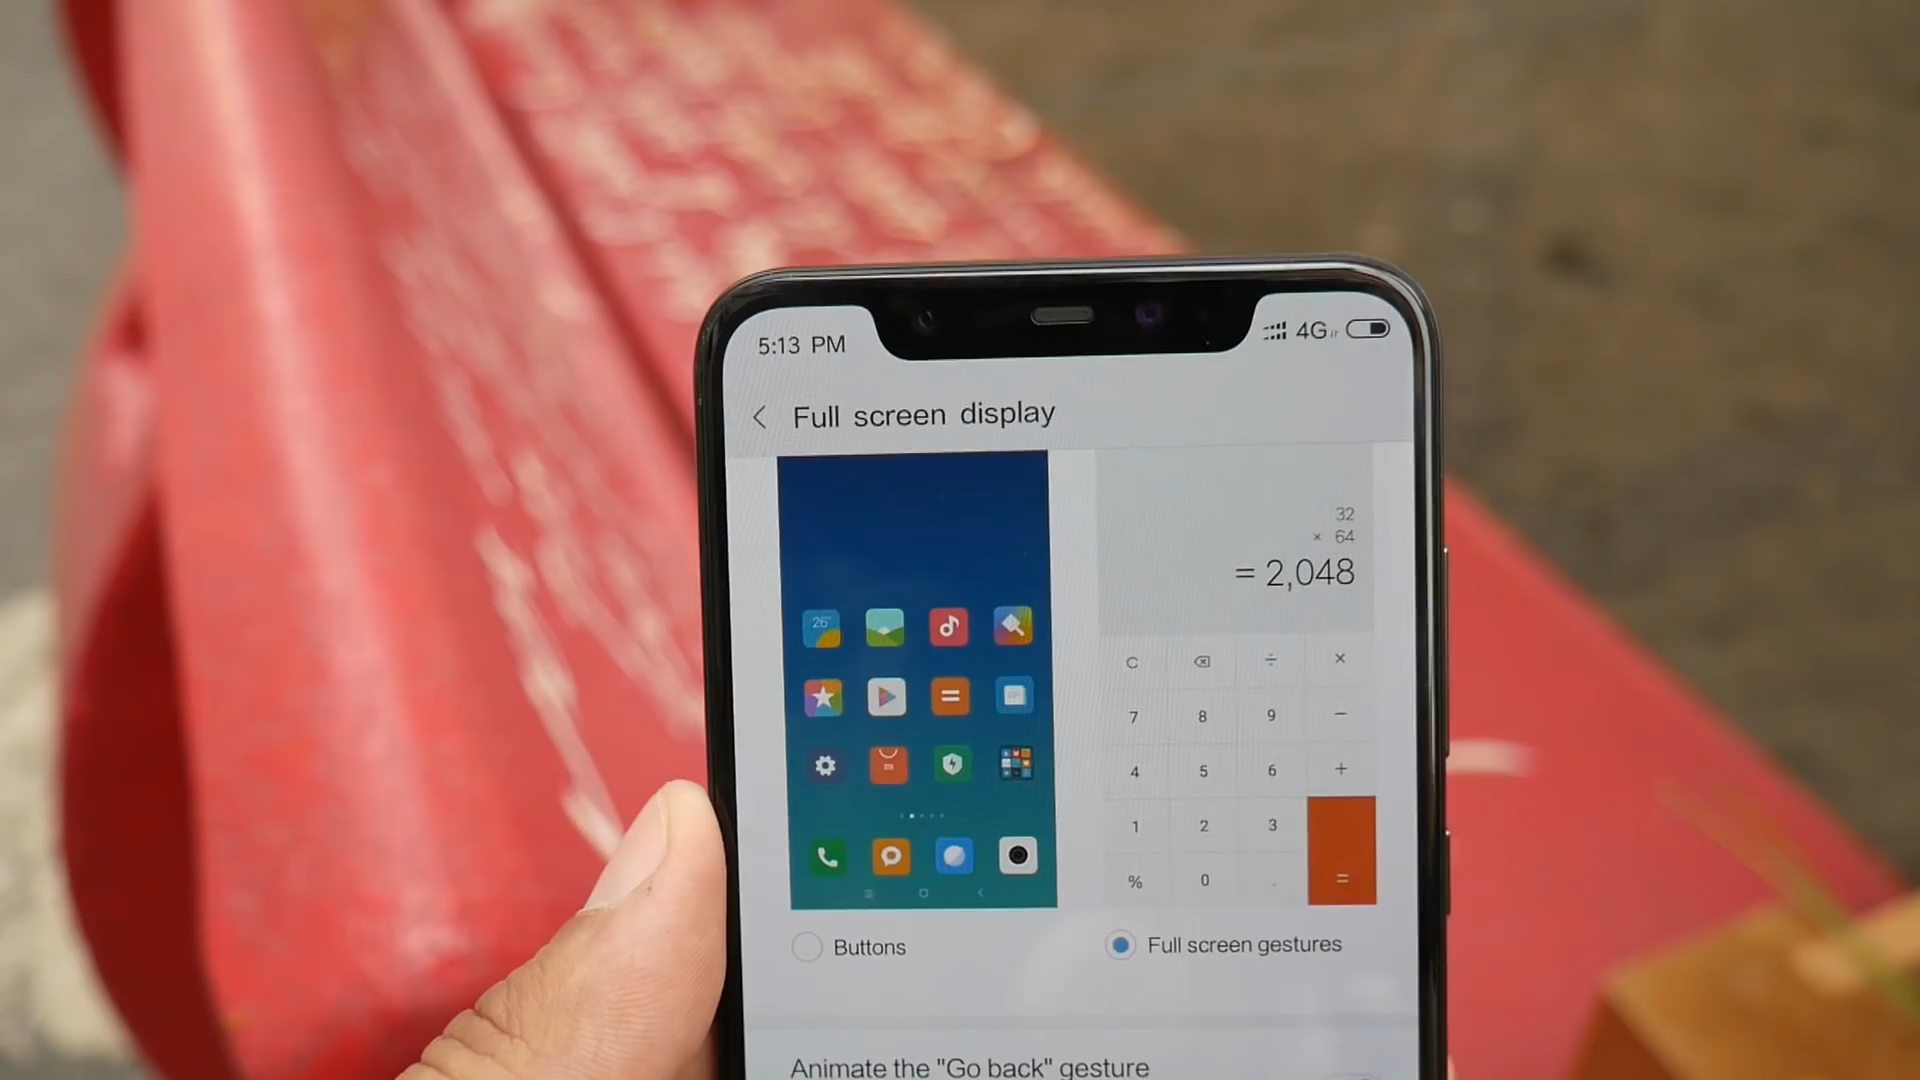 5:13 PM
4G
Full screen display
32
× 64
= 2,048
26°
C ÷ ×
7 8 9 −
4 5 6 +
1 2 3
% 0 . =
Buttons
Full screen gestures
Animate the "Go back" gesture